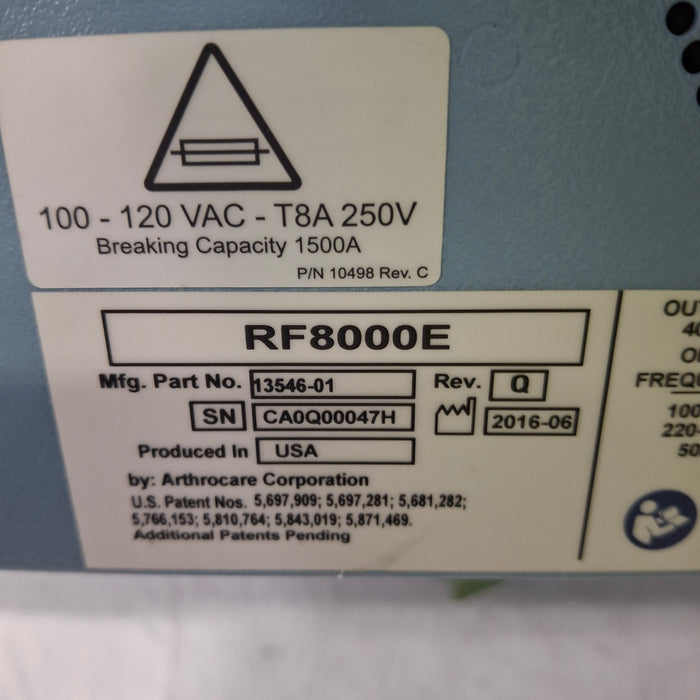 100 - 120 VAC - T8A 250V
Breaking Capacity 1500A
P/N 10498 Rev. C
RF8000E
Mfg. Part No. 13546-01 Rev. Q
SN CA0Q00047H 2016-06
Produced In USA
by: Arthrocare Corporation
U.S. Patent Nos. 5,697,909; 5,697,281; 5,681,282;
5,766,153; 5,810,764; 5,843,019; 5,871,469.
Additional Patents Pending
OUT
40
FREQU
100
220-
50